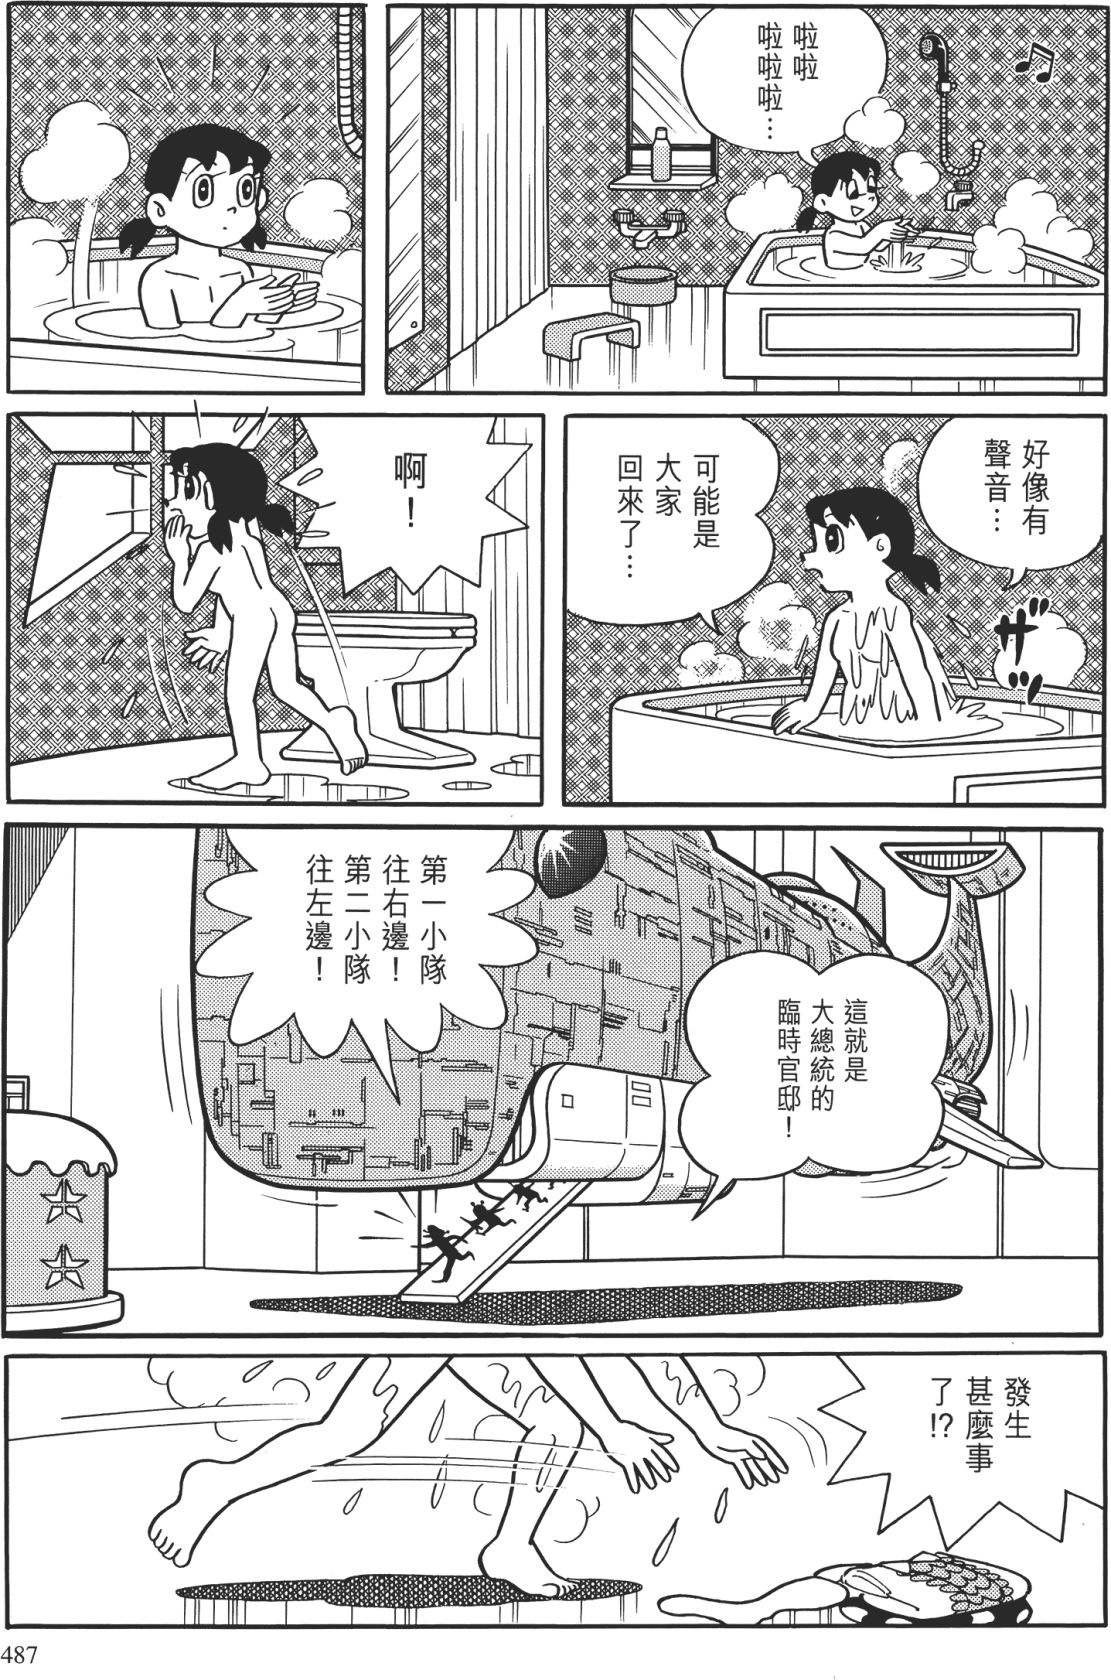 啦啦
啦啦啦…
好像有
聲音…
ザッ
可能是
大家
回來了…
啊！
第一小隊
往右邊！
第二小隊
往左邊！
這就是
大總統的
臨時官邸！
發生
甚麼事
了!?
487